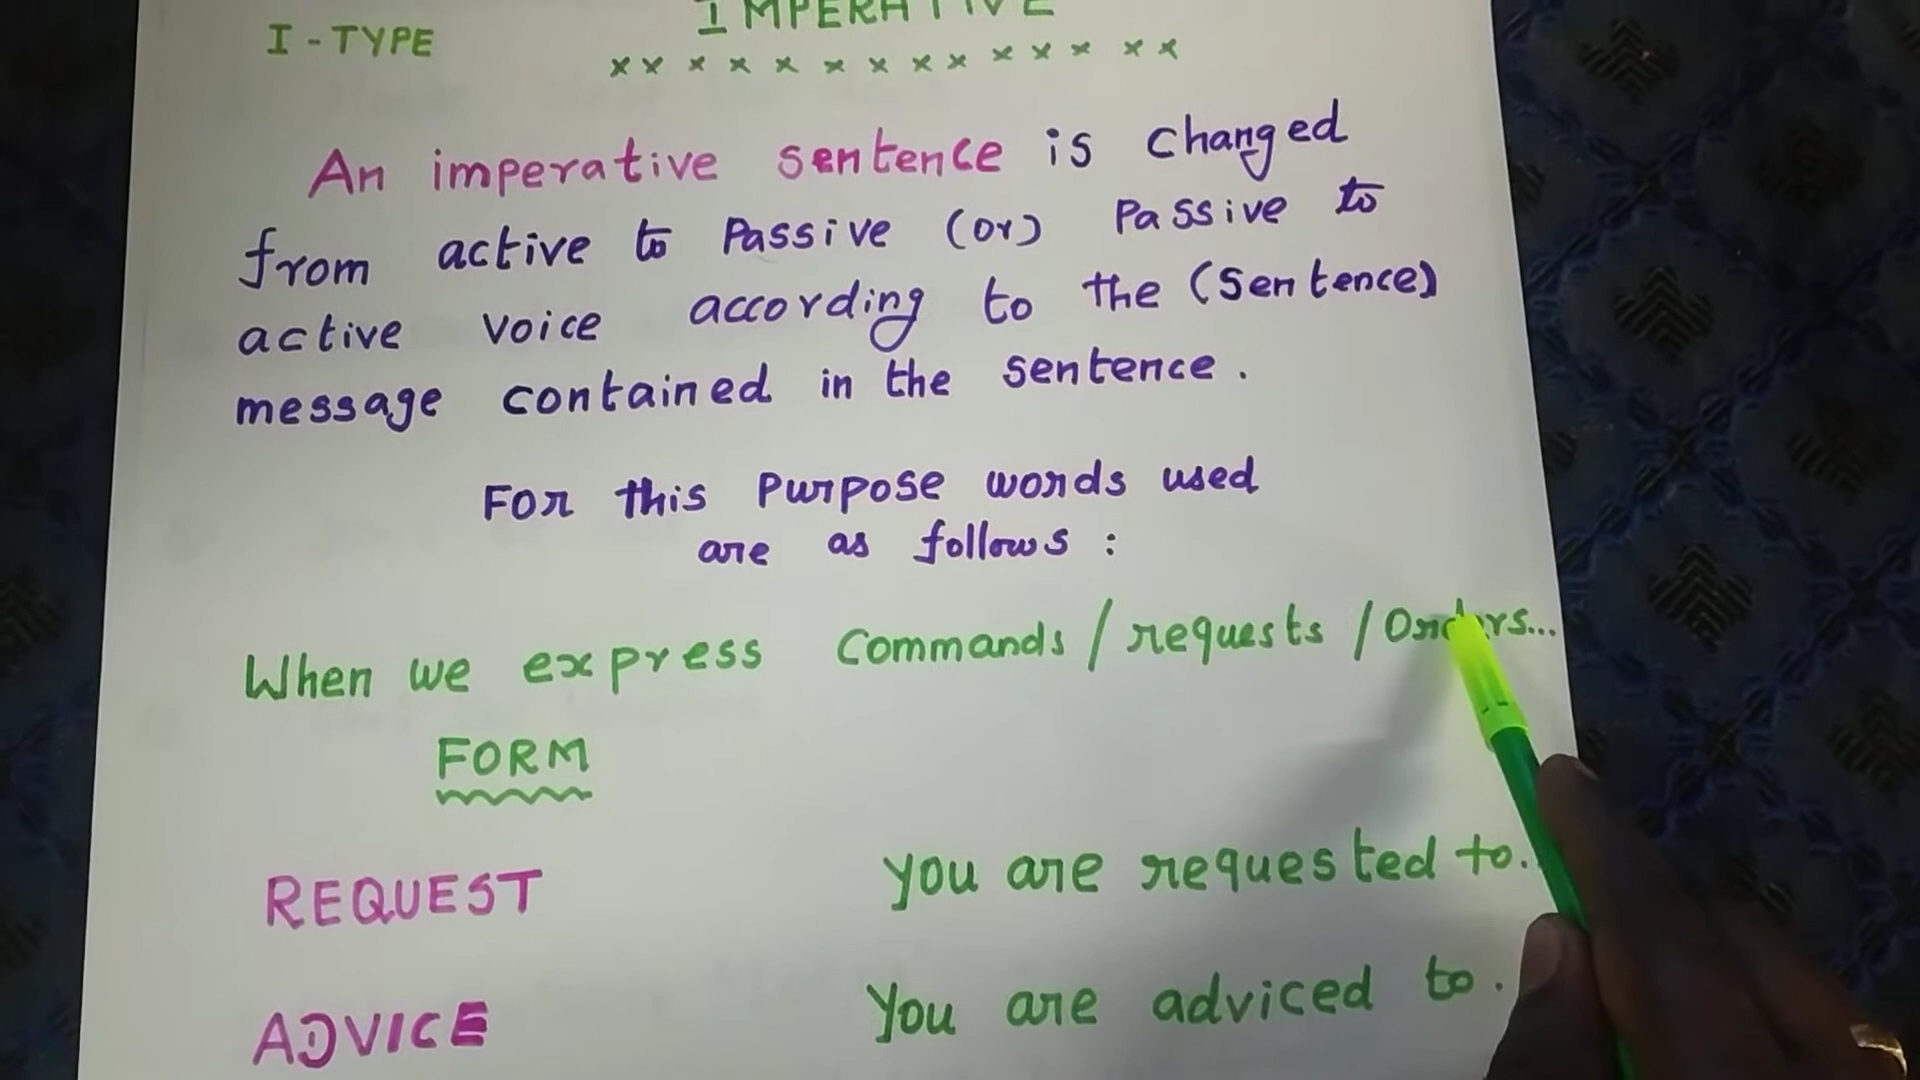 I - TYPE
IMPERATIVE
xx x x x x x x x x x x x x
An imperative sentence is changed
from active to Passive (or) Passive to
active voice according to the (Sentence)
message contained in the sentence.
For this Purpose words used
are as follows :
When we express Commands / requests / Orders...
FORM
REQUEST You are requested to.
ADVICE You are adviced to.